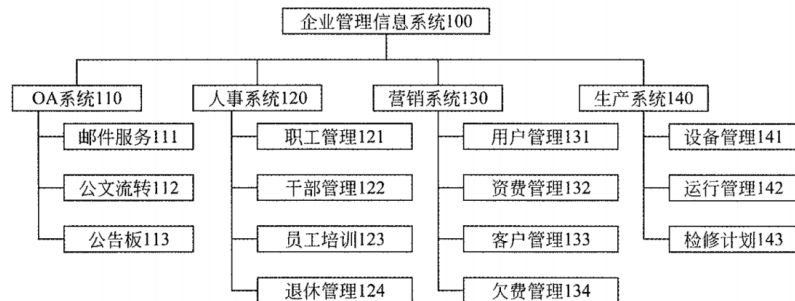 企业管理信息系统100
OA系统110
人事系统120
营销系统130
生产系统140
邮件服务111
职工管理121
用户管理131
设备管理141
公文流转112
干部管理122
资费管理132
运行管理142
公告板113
员工培训123
客户管理133
检修计划143
退休管理124
欠费管理134